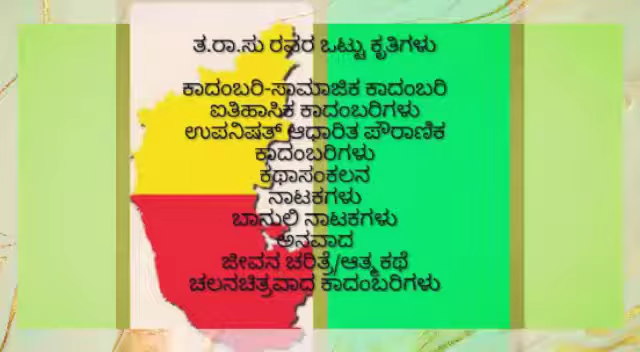 ತ.ರಾ.ಸು ರವರ ಒಟ್ಟು ಕೃತಿಗಳು
ಕಾದಂಬರಿ-ಸಾಮಾಜಿಕ ಕಾದಂಬರಿ
ಐತಿಹಾಸಿಕ ಕಾದಂಬರಿಗಳು
ಉಪನಿಷತ್ ಆಧಾರಿತ ಪೌರಾಣಿಕ
ಕಾದಂಬರಿಗಳು
ಕಥಾಸಂಕಲನ
ನಾಟಕಗಳು
ಬಾನುಲಿ ನಾಟಕಗಳು
ಅನವಾದ
ಜೀವನ ಚರಿತ್ರೆ/ಆತ್ಮ ಕಥೆ
ಚಲನಚಿತ್ರವಾದ ಕಾದಂಬರಿಗಳು